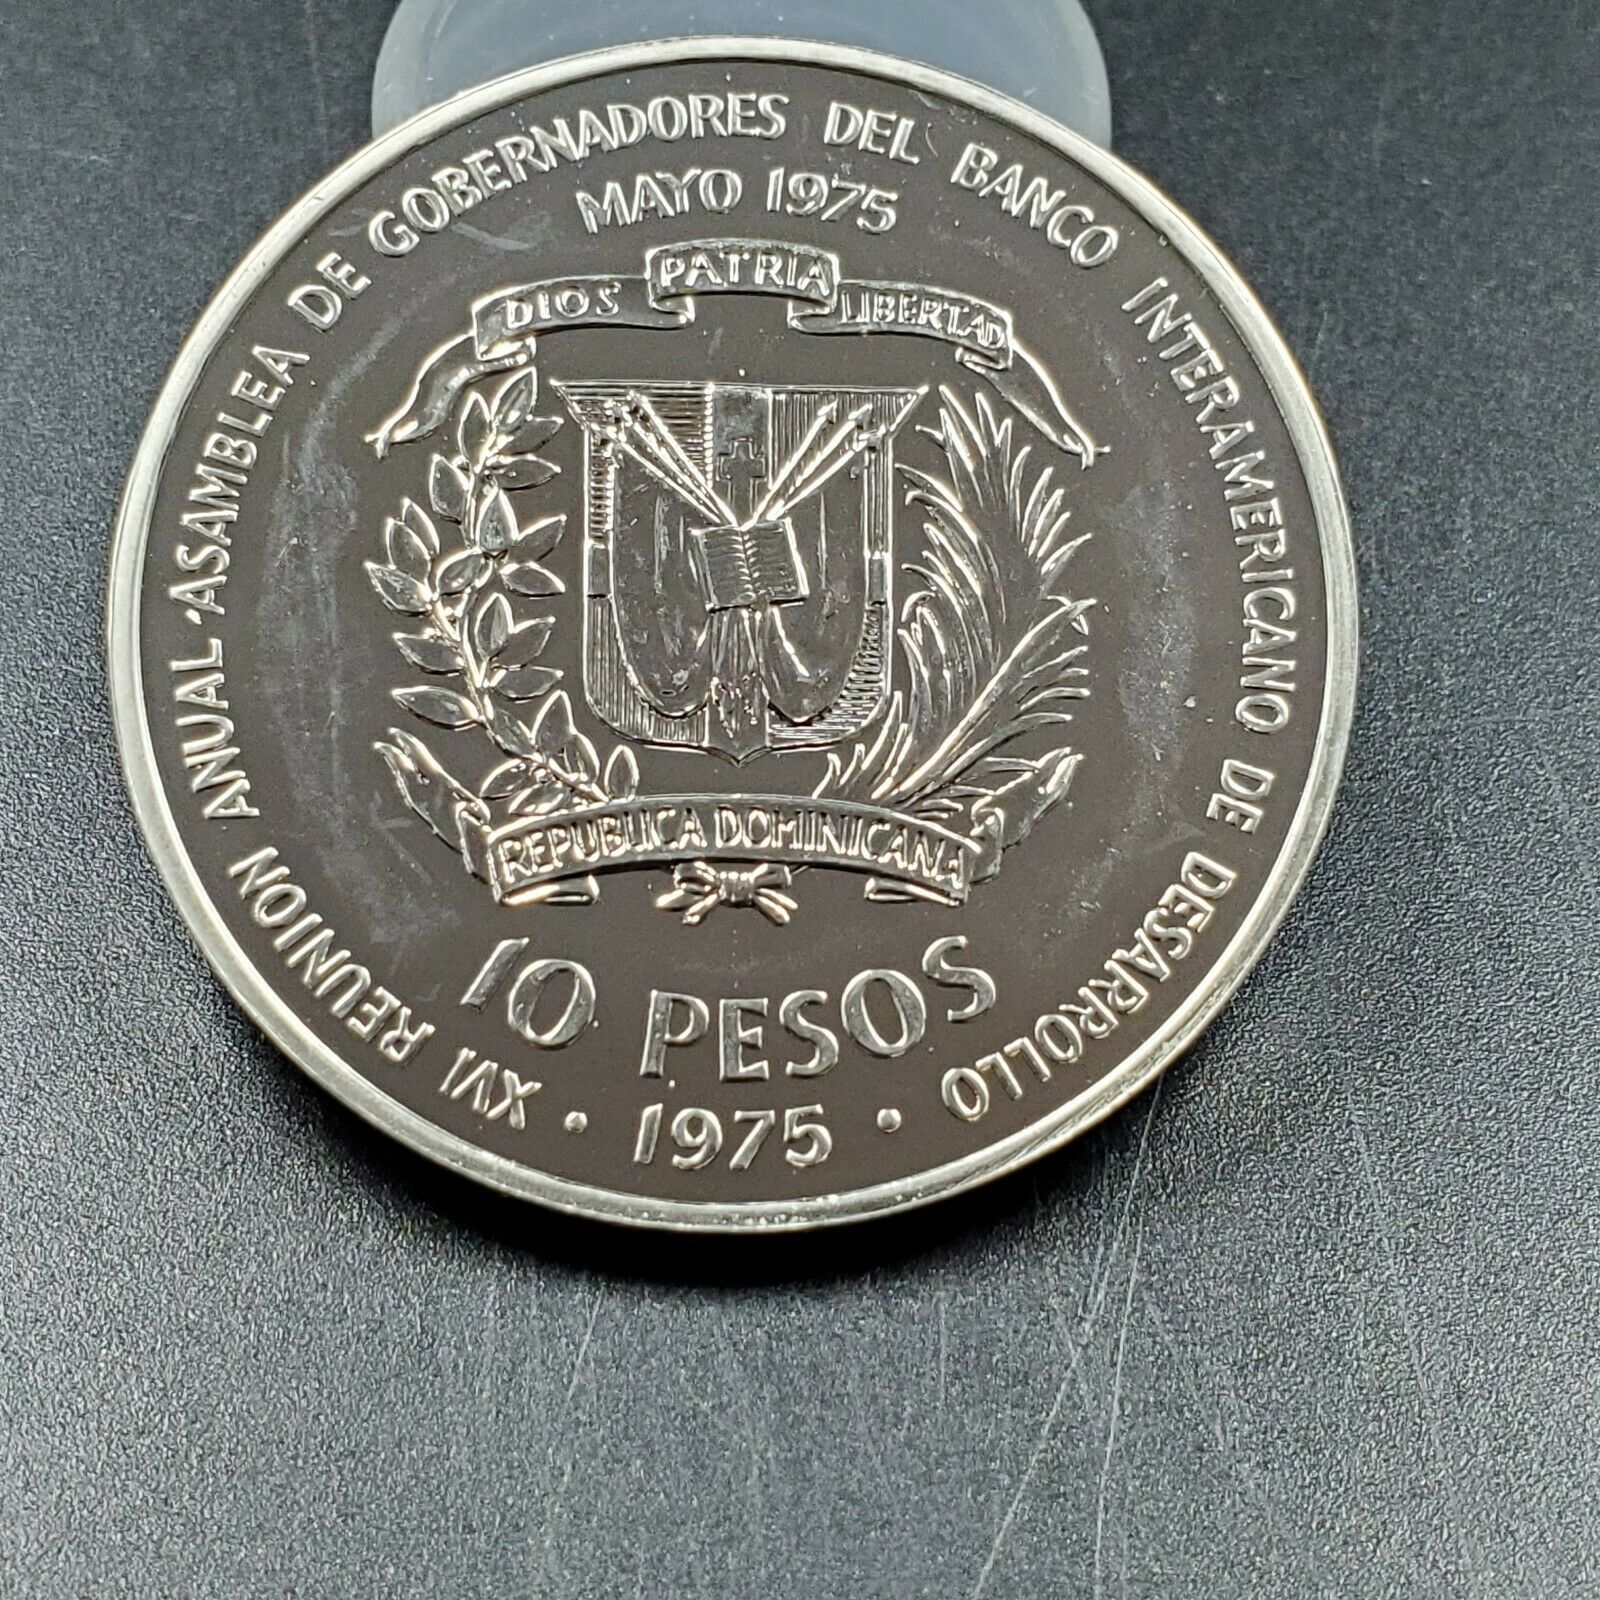 XVI REUNION ANUAL ASAMBLEA DE GOBERNADORES DEL BANCO INTERAMERICANO DE DESARROLLO
MAYO 1975
DIOS PATRIA LIBERTAD
REPUBLICA DOMINICANA
10 PESOS
• 1975 •